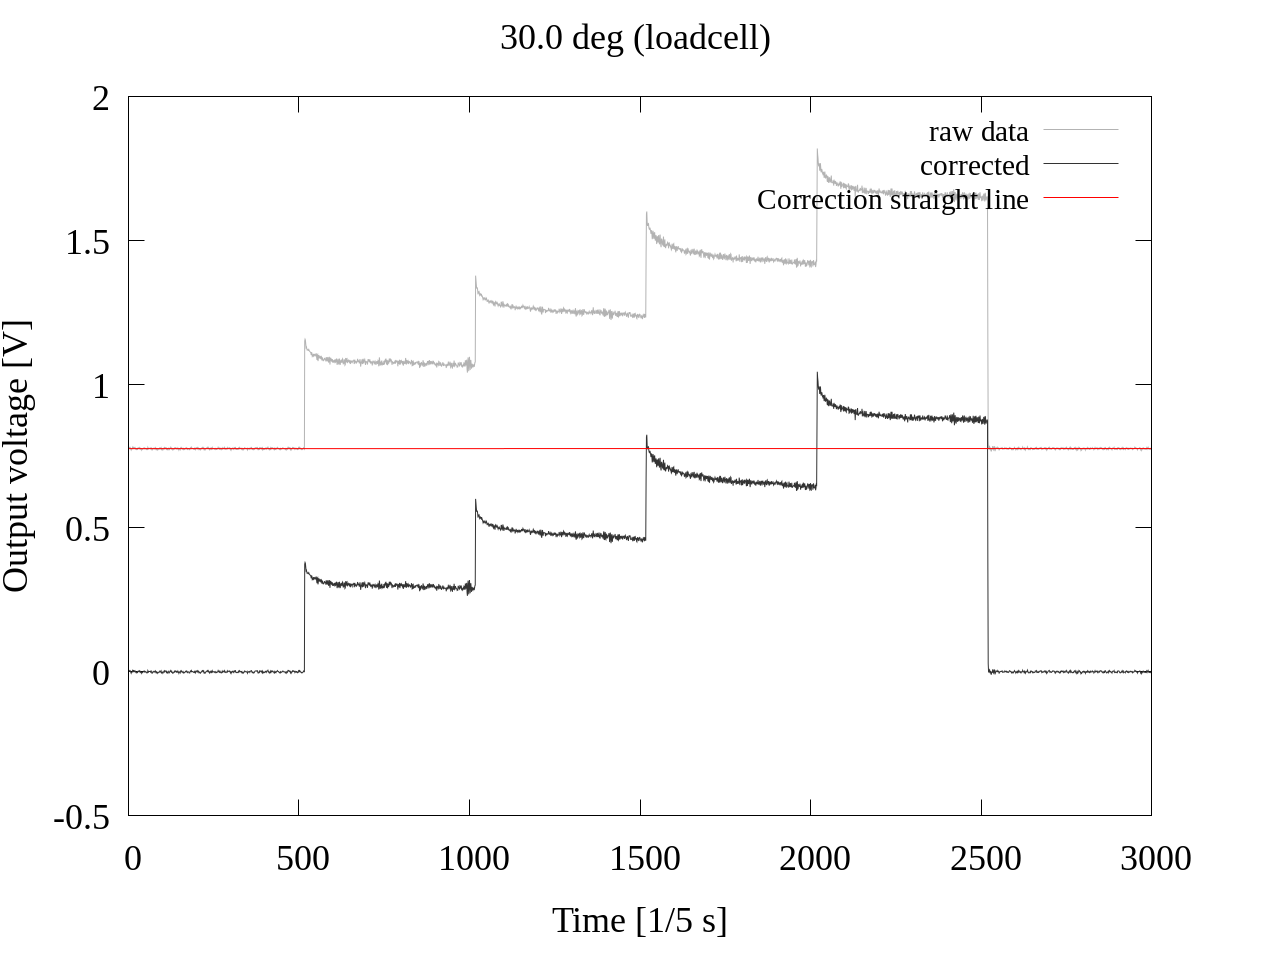 30.0 deg (loadcell)
2
1.5
1
0.5
0
-0.5
Output voltage [V]
raw data
corrected
Correction straight line
0 500 1000 1500 2000 2500 3000
Time [1/5 s]